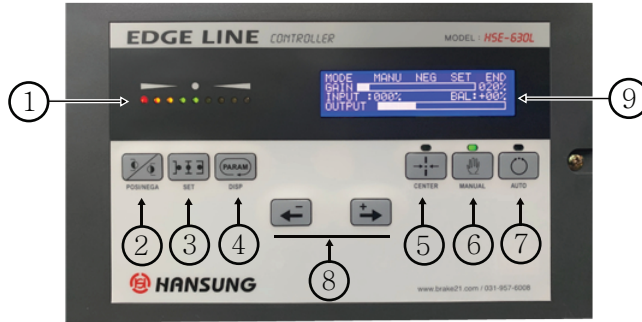 EDGE LINE CONTROLLER MODEL : HSE-630L
MODE MANU NEG SET END
GAIN 020%
INPUT :000% BAL:+00%
OUTPUT
1
9
PARAM
POSI/NEGA SET DISP CENTER MANUAL AUTO
2 3 4 8 5 6 7
HANSUNG www.brake21.com / 031-957-6008